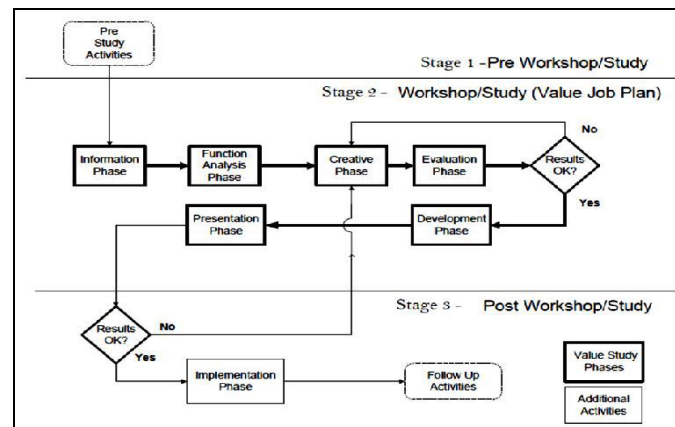 Pre
Study
Activities
Stage 1 -Pre Workshop/Study
Stage 2 - Workshop/Study (Value Job Plan)
No
Information
Phase
Function
Analysis
Phase
Creative
Phase
Evaluation
Phase
Results
OK?
Yes
Presentation
Phase
Development
Phase
Stage 3 - Post Workshop/Study
Results
OK?
No
Yes
Implementation
Phase
Follow Up
Activities
Value Study
Phases
Additional
Activities